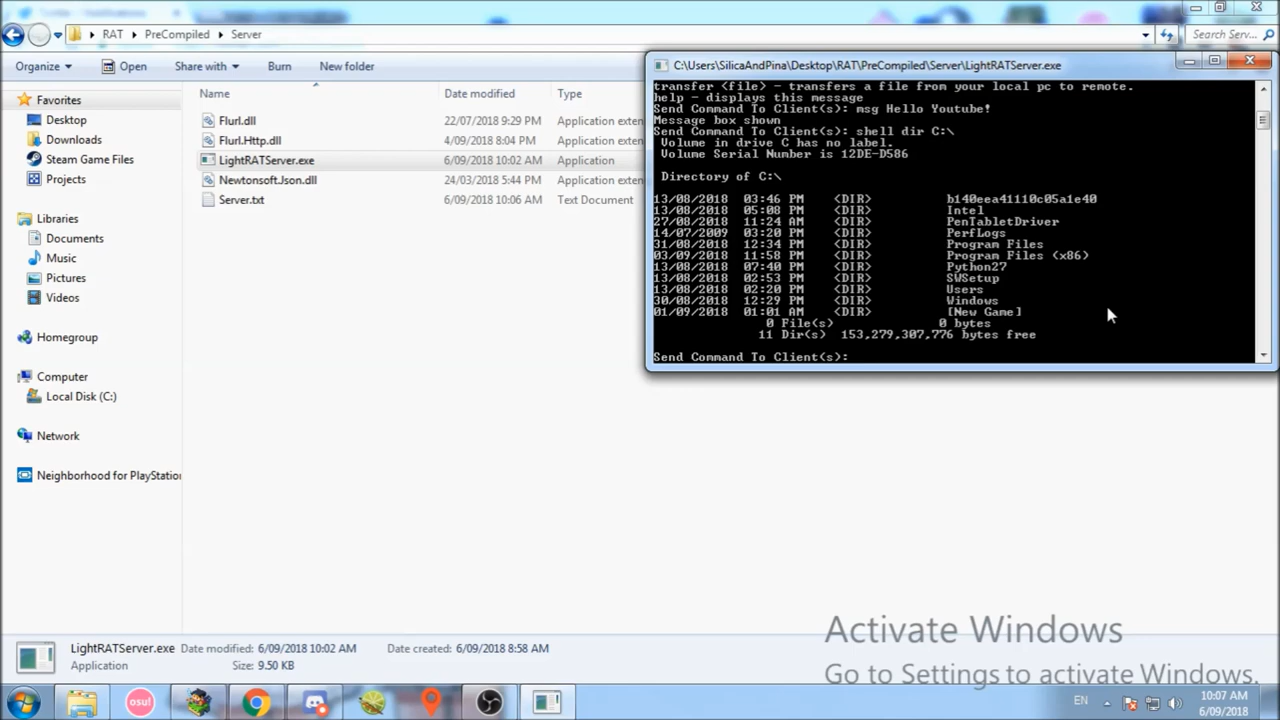 RAT PreCompiled Server
Search Serv...
Organize Open Share with Burn New folder
Favorites
Desktop
Downloads
Steam Game Files
Projects
Libraries
Documents
Music
Pictures
Videos
Homegroup
Computer
Local Disk (C:)
Network
Neighborhood for PlayStation
Name Date modified Type
Flurl.dll 22/07/2018 9:29 PM Application exten
Flurl.Http.dll 4/09/2018 8:04 PM Application exten
LightRATServer.exe 6/09/2018 10:02 AM Application
Newtonsoft.Json.dll 24/03/2018 5:44 PM Application exten
Server.txt 6/09/2018 10:06 AM Text Document
C:\Users\SilicaAndPina\Desktop\RAT\PreCompiled\Server\LightRATServer.exe
transfer <file> - transfers a file from your local pc to remote.
help - displays this message
Send Command To Client(s): msg Hello Youtube!
Message box shown
Send Command To Client(s): shell dir C:\
Volume in drive C has no label.
Volume Serial Number is 12DE-D586
Directory of C:\
13/08/2018 03:46 PM <DIR> b140eea41110c05a1e40
13/08/2018 05:08 PM <DIR> Intel
27/08/2018 11:24 AM <DIR> PenTabletDriver
14/07/2009 03:20 PM <DIR> PerfLogs
31/08/2018 12:34 PM <DIR> Program Files
03/09/2018 11:58 PM <DIR> Program Files (x86)
13/08/2018 07:40 PM <DIR> Python27
13/08/2018 02:53 PM <DIR> SWSetup
13/08/2018 02:20 PM <DIR> Users
30/08/2018 12:29 PM <DIR> Windows
01/09/2018 01:01 AM <DIR> [New Game]
0 File(s) 0 bytes
11 Dir(s) 153,279,307,776 bytes free
Send Command To Client(s):
Activate Windows
Go to Settings to activate Windows.
LightRATServer.exe Date modified: 6/09/2018 10:02 AM Date created: 6/09/2018 8:58 AM
Application Size: 9.50 KB
osu!
EN
10:07 AM
6/09/2018